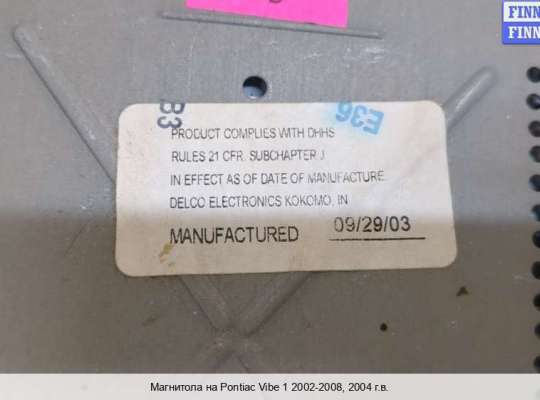 FINN
FINN
B3
E36
PRODUCT COMPLIES WITH DHHS
RULES 21 CFR. SUBCHAPTER J
IN EFFECT AS OF DATE OF MANUFACTURE.
DELCO ELECTRONICS KOKOMO, IN
MANUFACTURED 09/29/03
Магнитола на Pontiac Vibe 1 2002-2008, 2004 г.в.